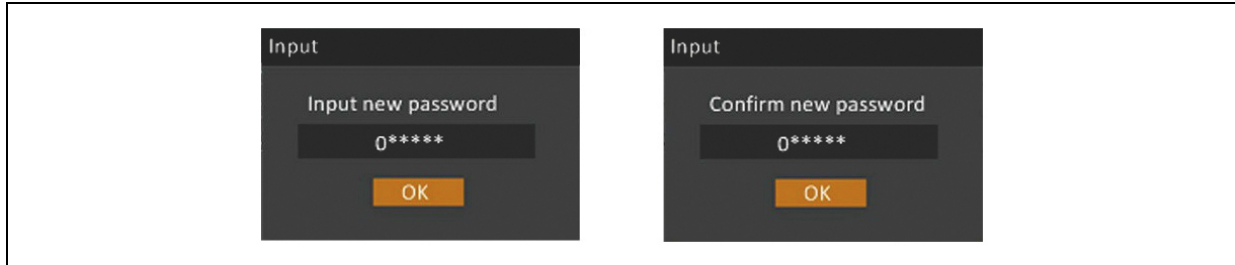 Input
Input new password
0*****
OK
Input
Confirm new password
0*****
OK